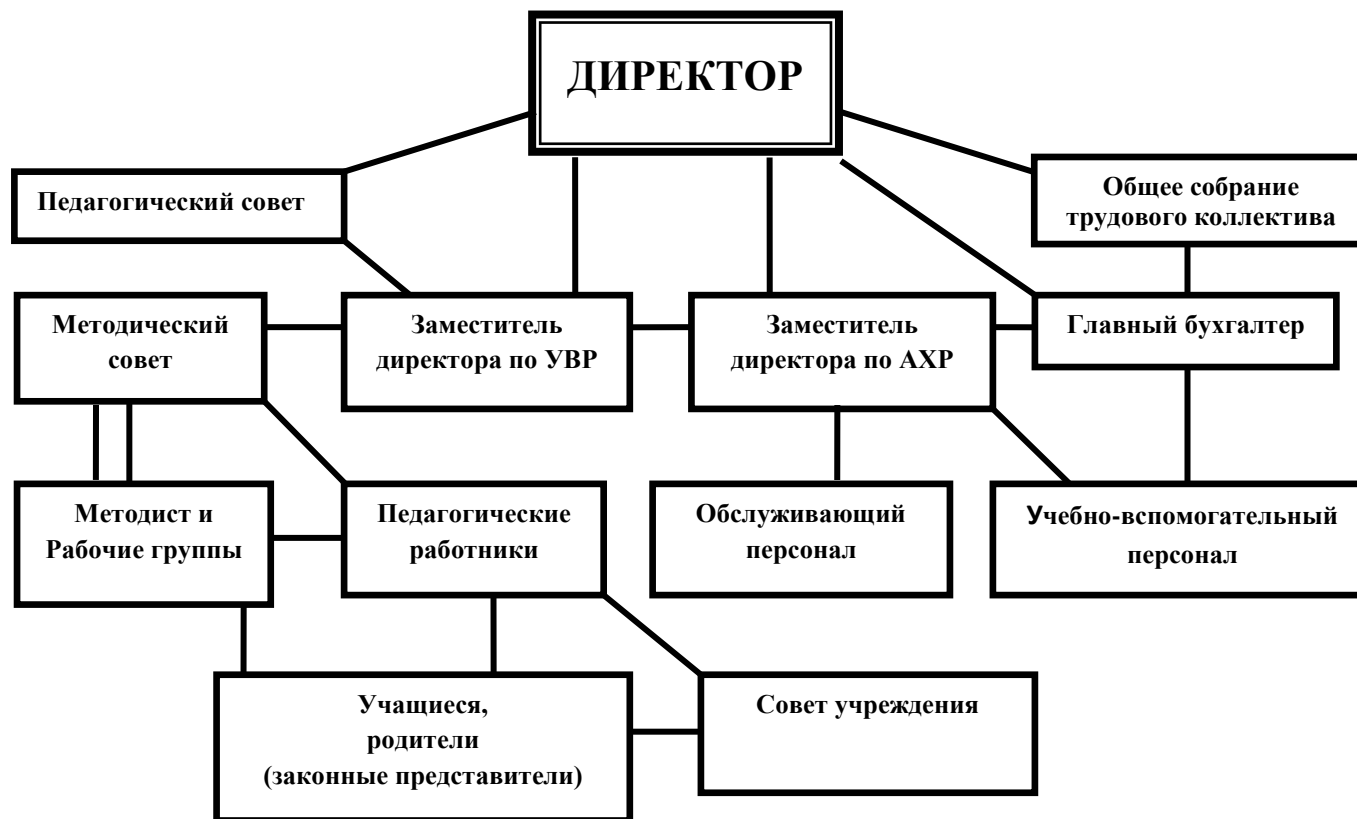 ДИРЕКТОР
Педагогический совет
Общее собрание
трудового коллектива
Методический
совет
Заместитель
директора по УВР
Заместитель
директора по АХР
Главный бухгалтер
Методист и
Рабочие группы
Педагогические
работники
Обслуживающий
персонал
Учебно-вспомогательный
персонал
Учащиеся,
родители
(законные представители)
Совет учреждения